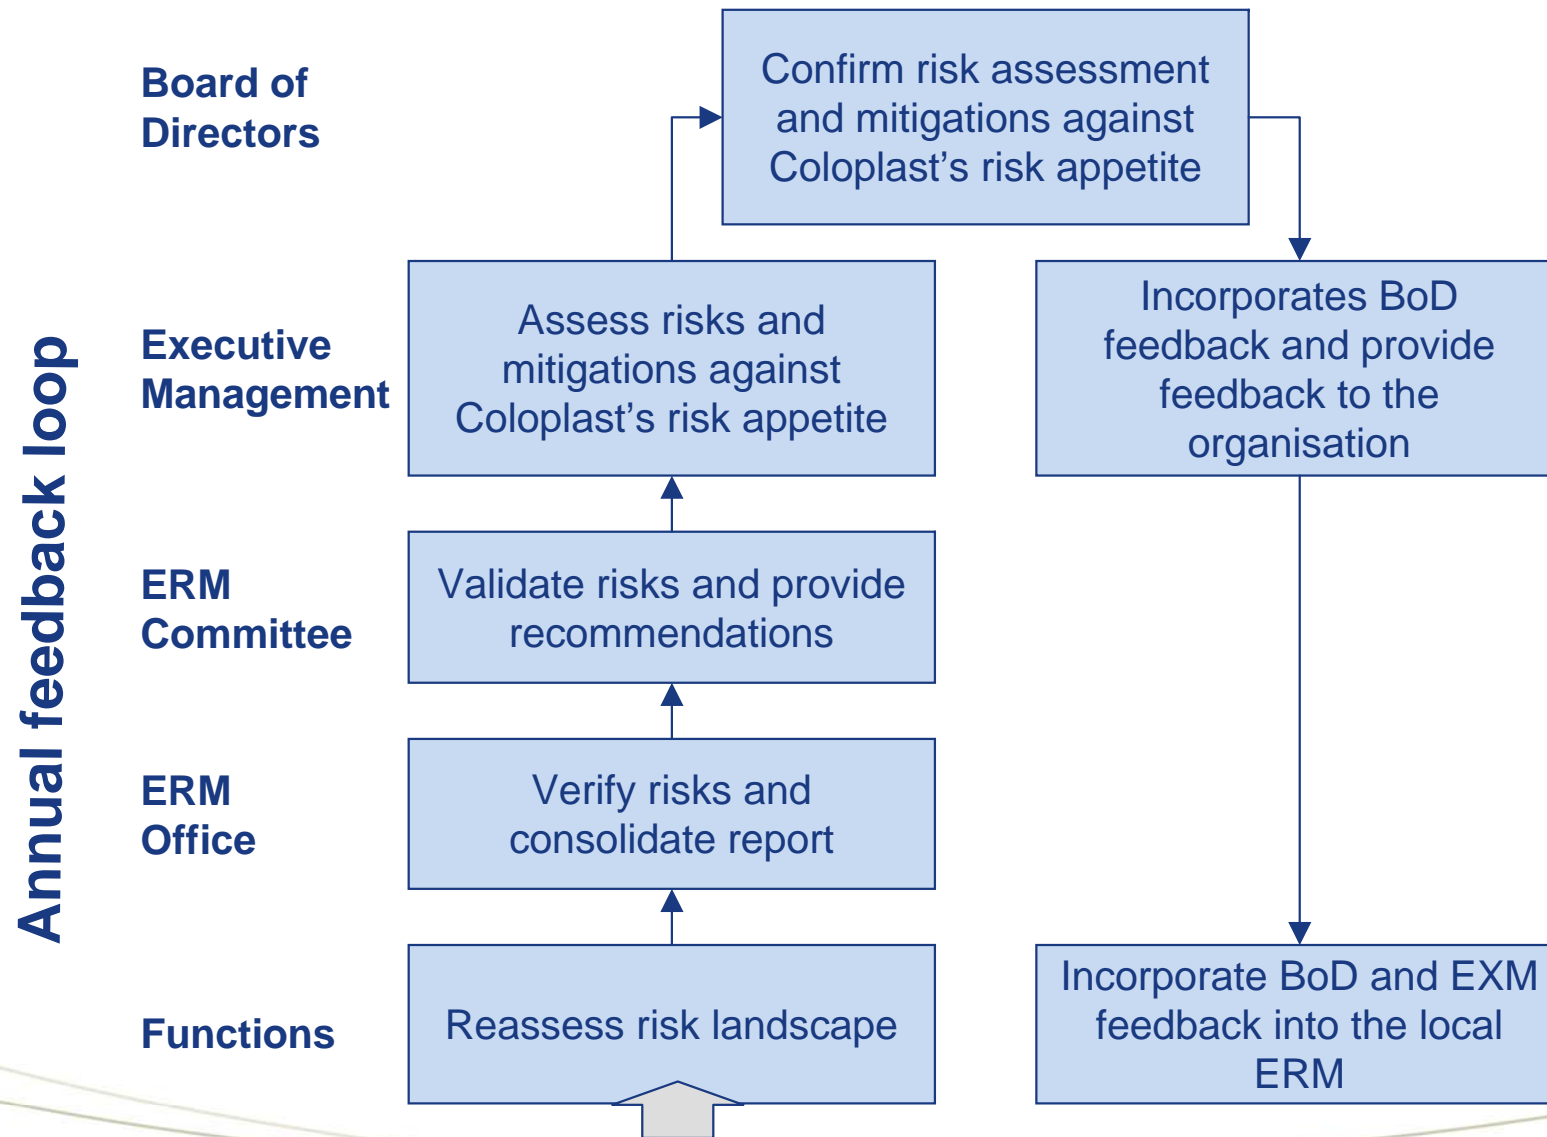 Annual feedback loop
Board of
Directors
Confirm risk assessment
and mitigations against
Coloplast’s risk appetite
Executive
Management
Assess risks and
mitigations against
Coloplast’s risk appetite
Incorporates BoD
feedback and provide
feedback to the
organisation
ERM
Committee
Validate risks and provide
recommendations
ERM
Office
Verify risks and
consolidate report
Functions
Reassess risk landscape
Incorporate BoD and EXM
feedback into the local
ERM